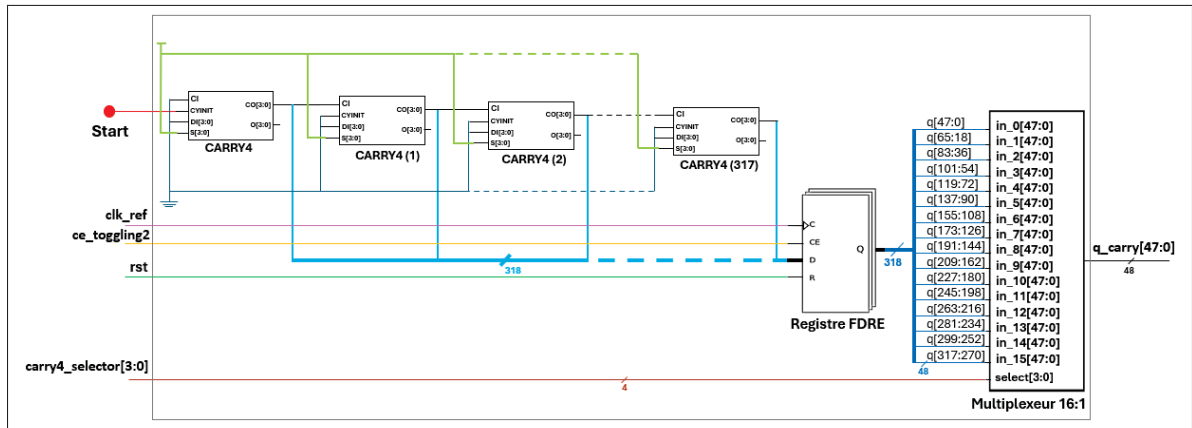 CI
CYINIT
DI[3:0]
S[3:0]
CO[3:0]
O[3:0]
CARRY4
CI
CYINIT
DI[3:0]
S[3:0]
CO[3:0]
O[3:0]
CARRY4 (1)
CI
CYINIT
DI[3:0]
S[3:0]
CO[3:0]
O[3:0]
CARRY4 (2)
CI
CYINIT
DI[3:0]
S[3:0]
CO[3:0]
O[3:0]
CARRY4 (317)
Start
clk_ref
ce_toggling2
rst
carry4_selector[3:0]
318
4
C
CE
D
R
Q
Registre FDRE
318
q[47:0]
q[65:18]
q[83:36]
q[101:54]
q[119:72]
q[137:90]
q[155:108]
q[173:126]
q[191:144]
q[209:162]
q[227:180]
q[245:198]
q[263:216]
q[281:234]
q[299:252]
q[317:270]
48
in_0[47:0]
in_1[47:0]
in_2[47:0]
in_3[47:0]
in_4[47:0]
in_5[47:0]
in_6[47:0]
in_7[47:0]
in_8[47:0]
in_9[47:0]
in_10[47:0]
in_11[47:0]
in_12[47:0]
in_13[47:0]
in_14[47:0]
in_15[47:0]
select[3:0]
Multiplexeur 16:1
q_carry[47:0]
48